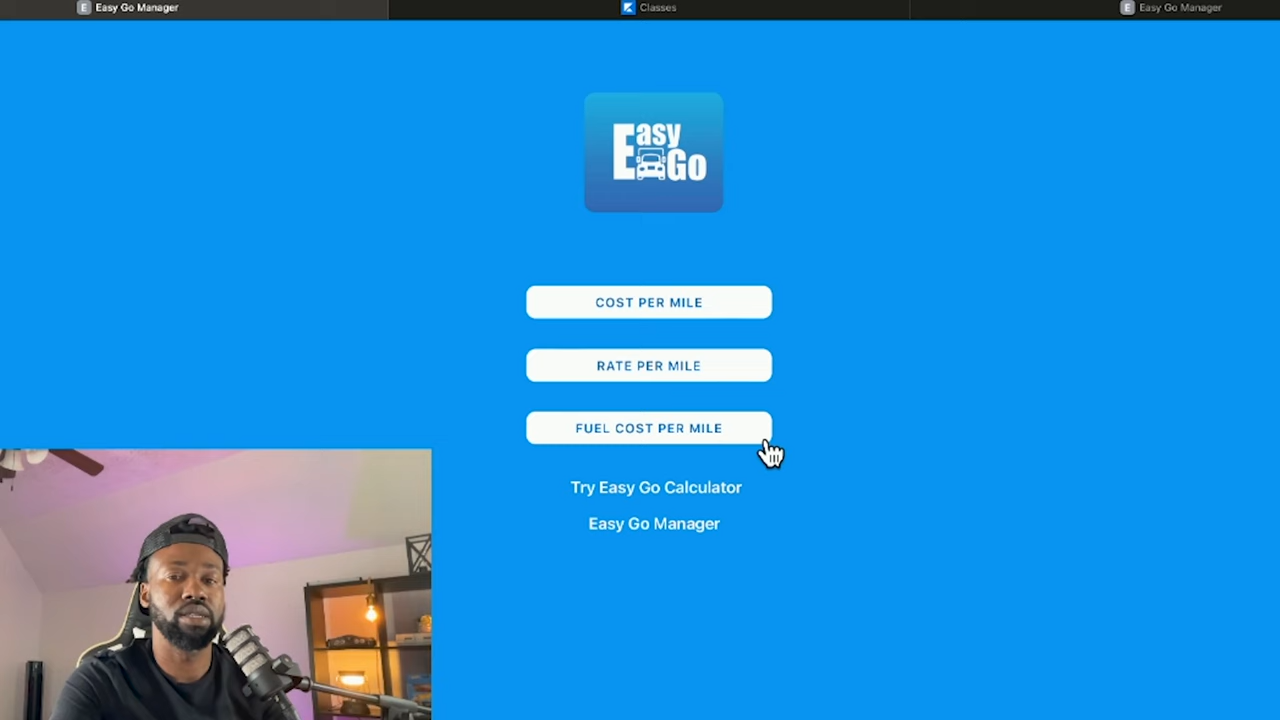 E Easy Go Manager
Classes
E Easy Go Manager
Easy
Go
COST PER MILE
RATE PER MILE
FUEL COST PER MILE
Try Easy Go Calculator
Easy Go Manager